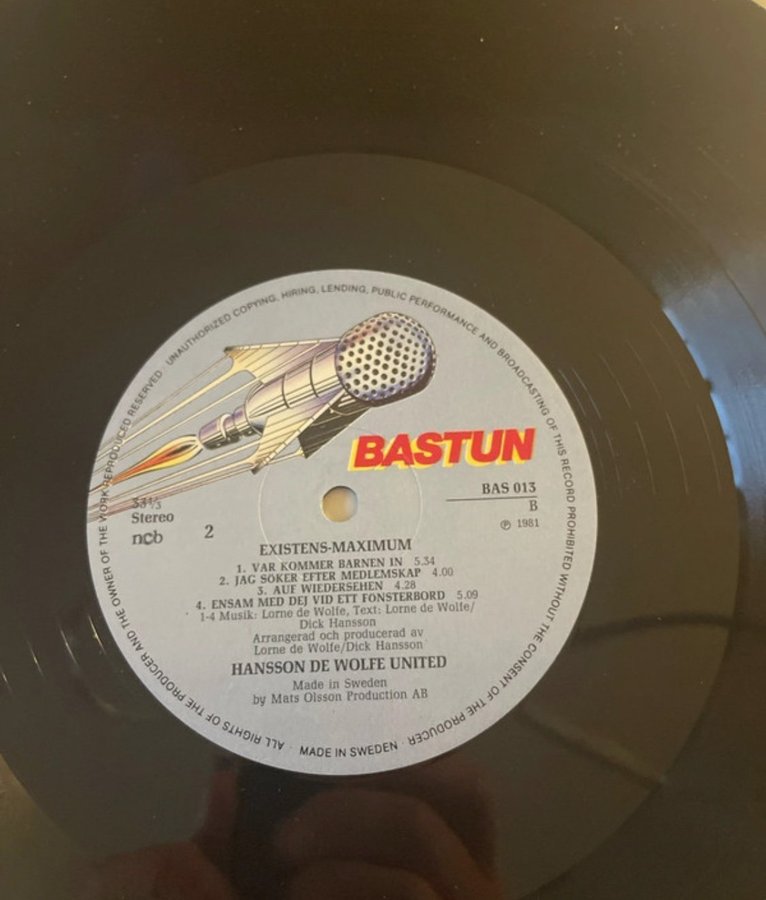 ALL RIGHTS OF THE PRODUCER AND THE OWNER OF THE WORK REPRODUCED RESERVED · UNAUTHORIZED COPYING, HIRING, LENDING, PUBLIC PERFORMANCE AND BROADCASTING OF THIS RECORD PROHIBITED WITHOUT THE CONSENT OF THE PRODUCER · MADE IN SWEDEN ·
BASTUN
BAS 013
B
℗ 1981
33⅓
Stereo
ncb
2
EXISTENS-MAXIMUM
1. VAR KOMMER BARNEN IN 5.34
2. JAG SÖKER EFTER MEDLEMSKAP 4.00
3. AUF WIEDERSEHEN 4.28
4. ENSAM MED DEJ VID ETT FONSTERBORD 5.09
1-4 Musik: Lorne de Wolfe, Text: Lorne de Wolfe/
Dick Hansson
Arrangerad och producerad av
Lorne de Wolfe/Dick Hansson
HANSSON DE WOLFE UNITED
Made in Sweden
by Mats Olsson Production AB